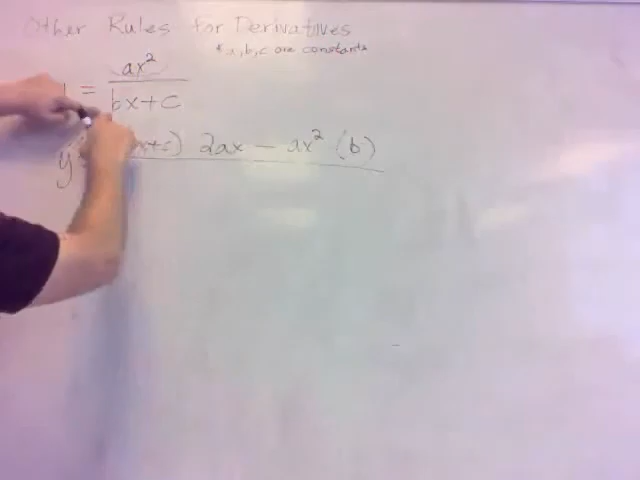 Other Rules for Derivatives
*a,b,c are constants
= ax²
bx+c
y' x+c) 2ax - ax² (b)